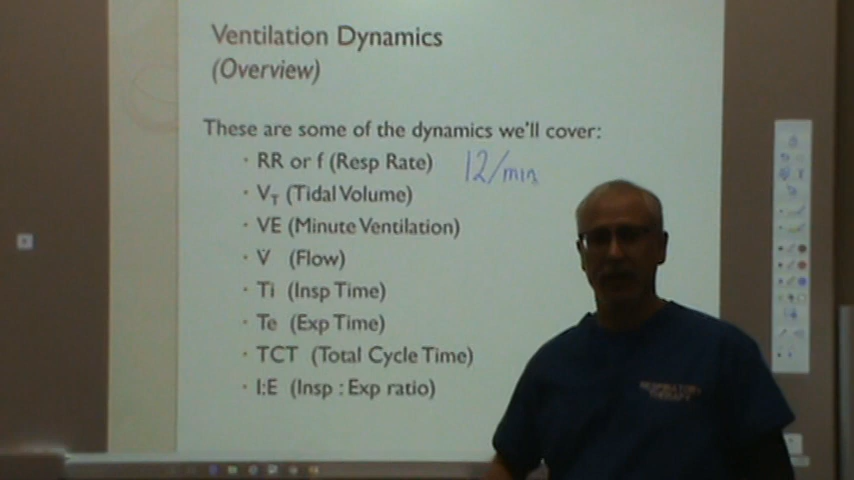 Ventilation Dynamics
(Overview)
These are some of the dynamics we'll cover:
• RR or f (Resp Rate) 12/min
• VT (Tidal Volume)
• VE (Minute Ventilation)
• V̇ (Flow)
• Ti (Insp Time)
• Te (Exp Time)
• TCT (Total Cycle Time)
• I:E (Insp : Exp ratio)
RESPIRATORY
THERAPY